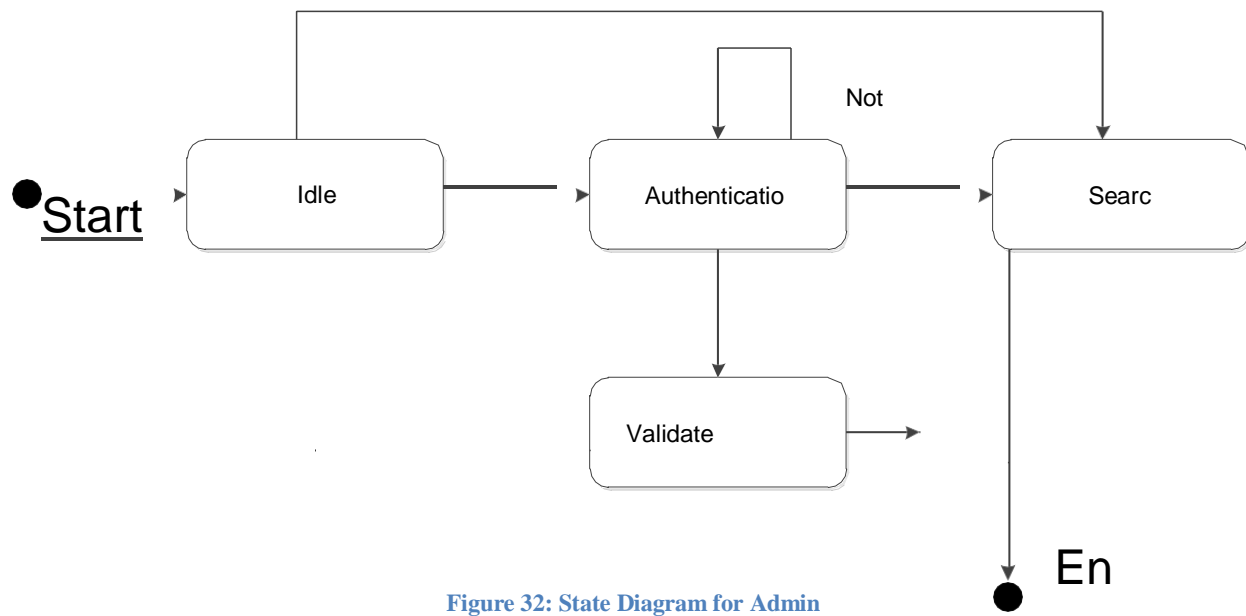 Not
Idle
Authenticatio
Searc
Start
Validate
En
Figure 32: State Diagram for Admin